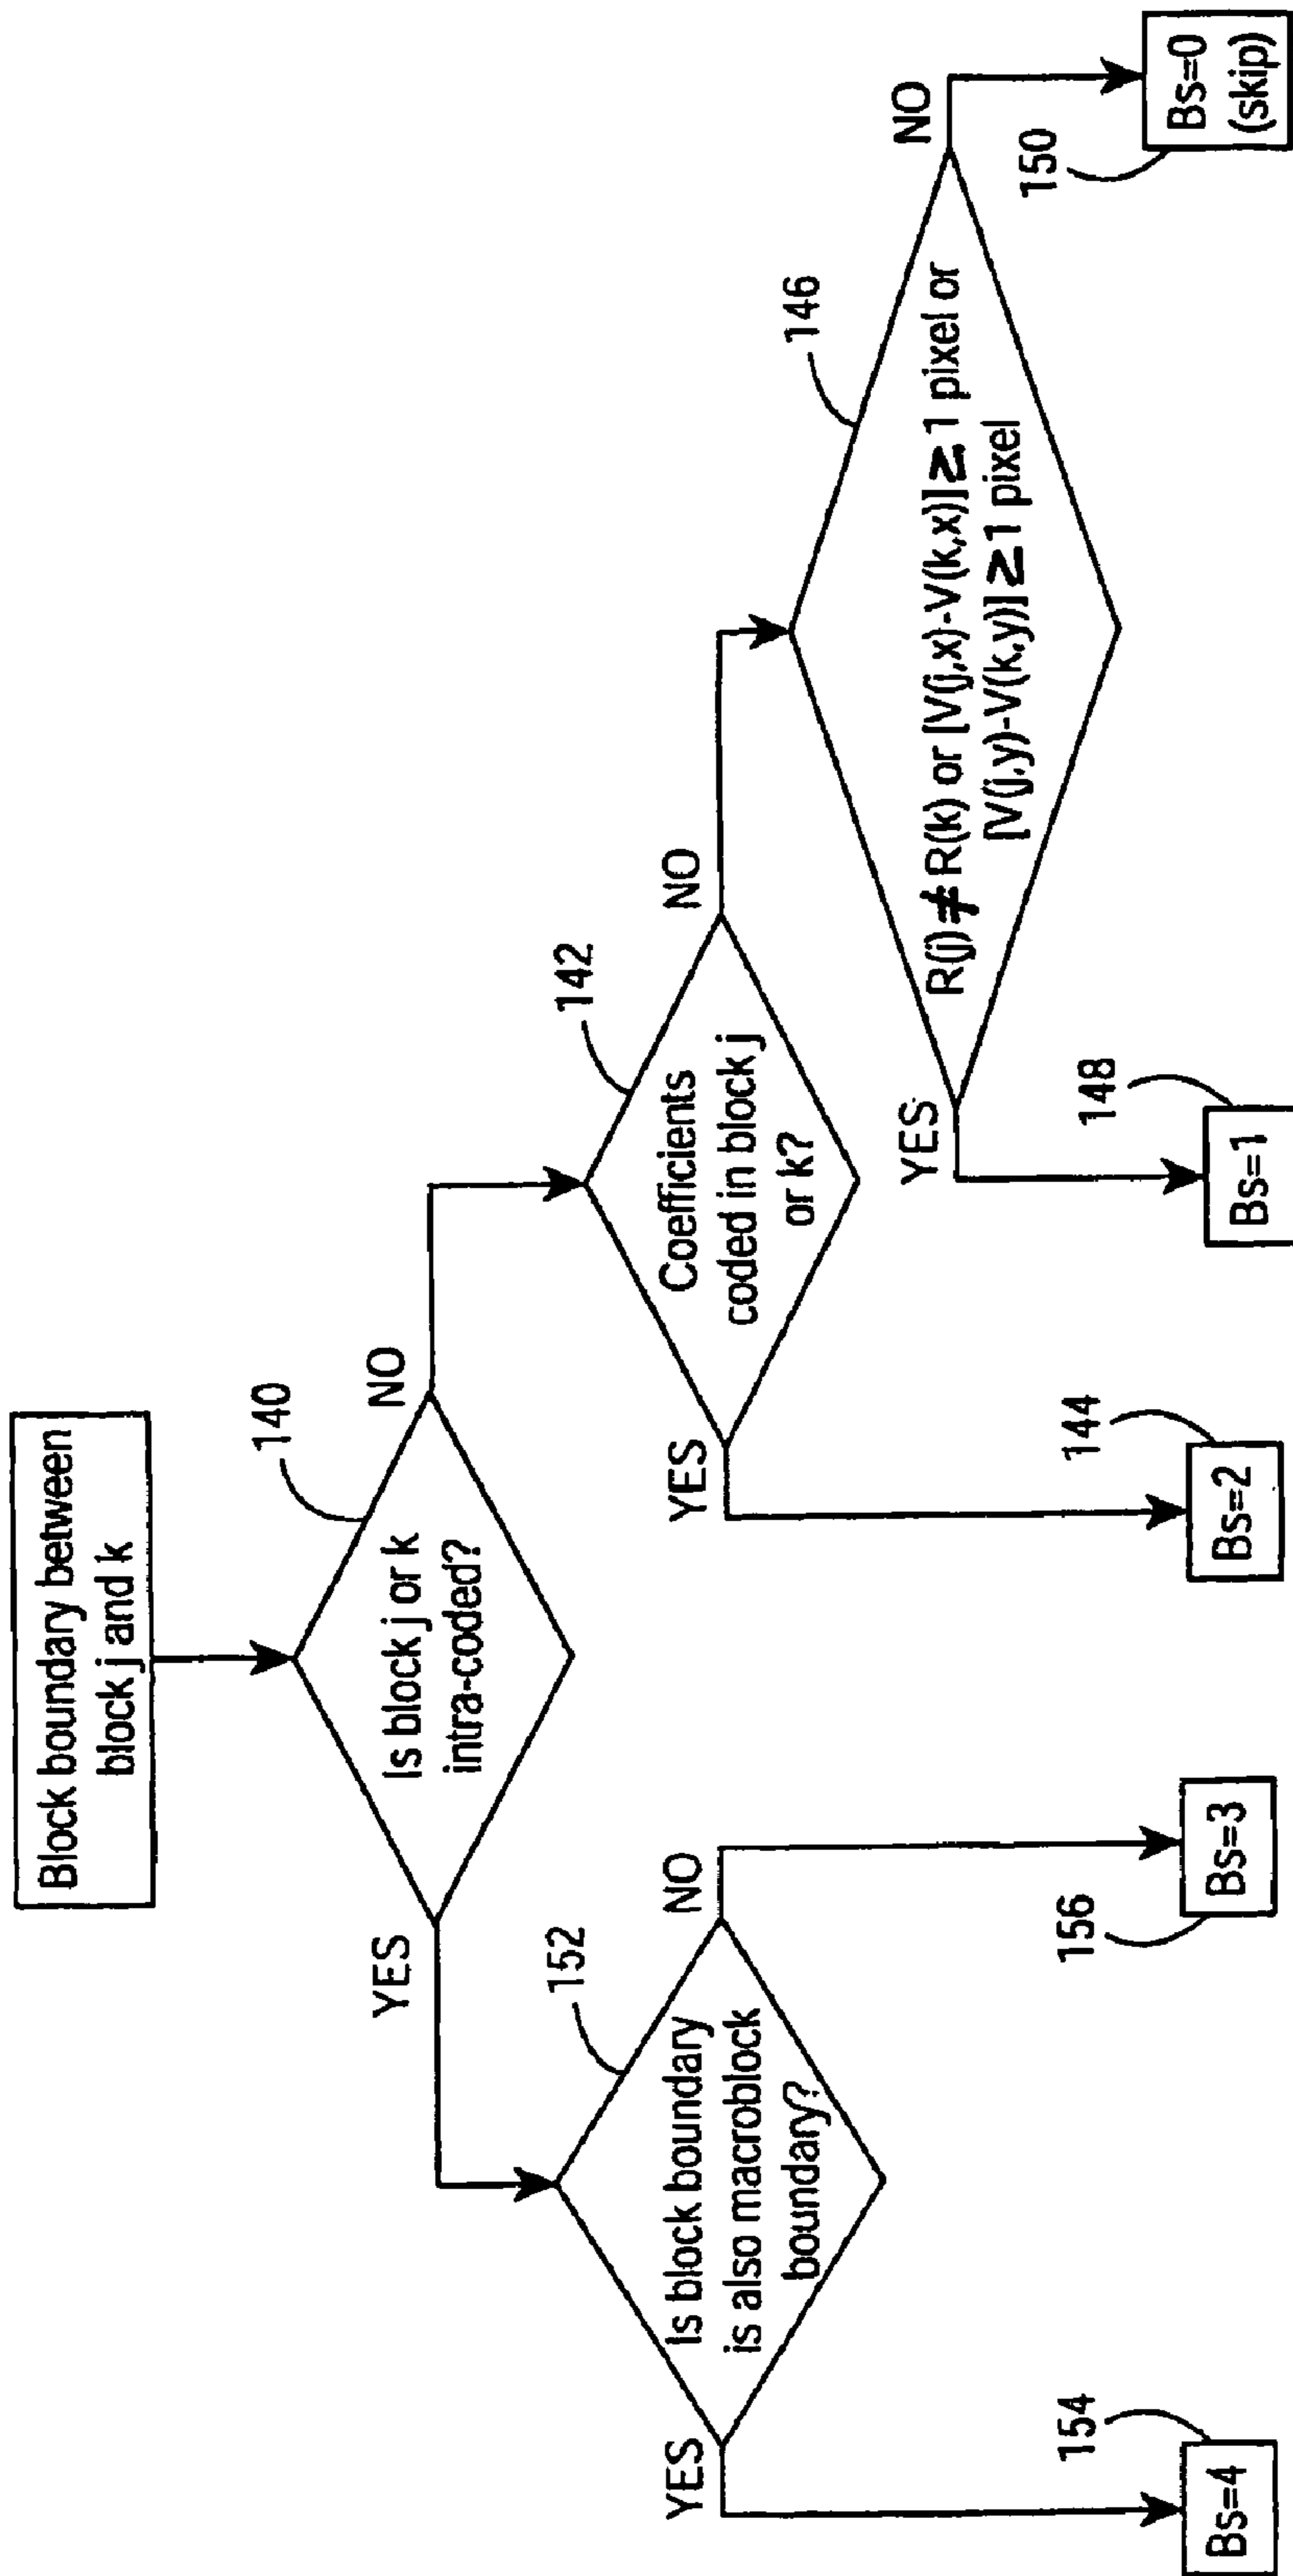 Block boundary between
block j and k
140
Is block j or k
intra-coded?
YES
NO
152
Is block boundary
is also macroblock
boundary?
YES
NO
142
Coefficients
coded in block j
or k?
YES
NO
146
R(j)≠R(k) or [V(j,x)-V(k,x)]≥1 pixel or
[V(j,y)-V(k,y)]≥1 pixel
YES
NO
154
Bs=4
156
Bs=3
144
Bs=2
148
Bs=1
150
Bs=0
(skip)